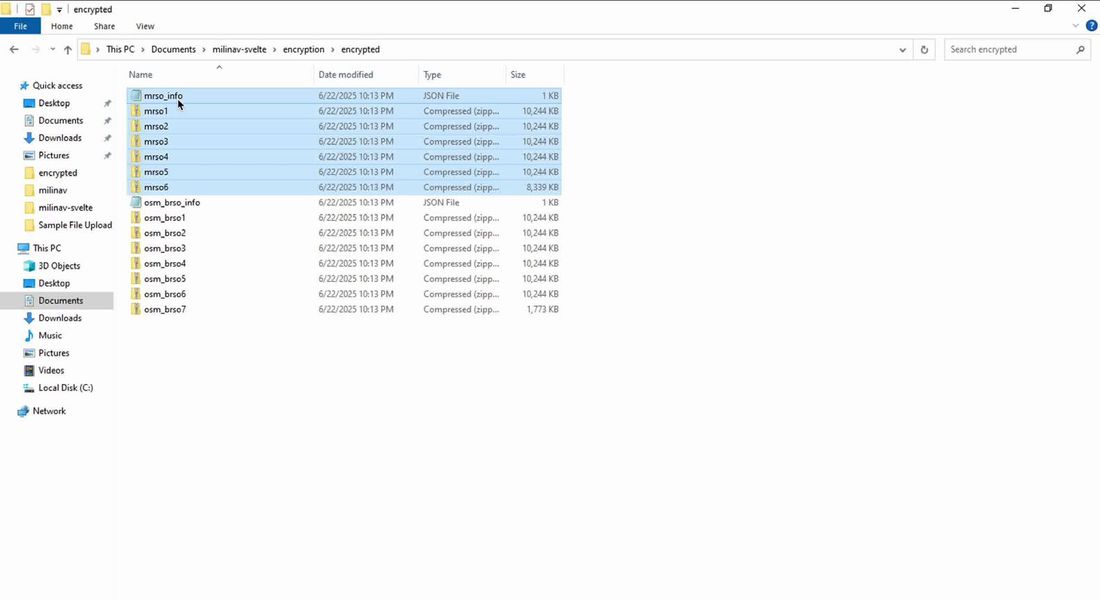 encrypted
File Home Share View
This PC Documents milinav-svelte encryption encrypted Search encrypted
Name Date modified Type Size
Quick access
Desktop
Documents
Downloads
Pictures
encrypted
milinav
milinav-svelte
Sample File Upload
This PC
3D Objects
Desktop
Documents
Downloads
Music
Pictures
Videos
Local Disk (C:)
Network
mrso_info 6/22/2025 10:13 PM JSON File 1 KB
mrso1 6/22/2025 10:13 PM Compressed (zipp... 10,244 KB
mrso2 6/22/2025 10:13 PM Compressed (zipp... 10,244 KB
mrso3 6/22/2025 10:13 PM Compressed (zipp... 10,244 KB
mrso4 6/22/2025 10:13 PM Compressed (zipp... 10,244 KB
mrso5 6/22/2025 10:13 PM Compressed (zipp... 10,244 KB
mrso6 6/22/2025 10:13 PM Compressed (zipp... 8,339 KB
osm_brso_info 6/22/2025 10:13 PM JSON File 1 KB
osm_brso1 6/22/2025 10:13 PM Compressed (zipp... 10,244 KB
osm_brso2 6/22/2025 10:13 PM Compressed (zipp... 10,244 KB
osm_brso3 6/22/2025 10:13 PM Compressed (zipp... 10,244 KB
osm_brso4 6/22/2025 10:13 PM Compressed (zipp... 10,244 KB
osm_brso5 6/22/2025 10:13 PM Compressed (zipp... 10,244 KB
osm_brso6 6/22/2025 10:13 PM Compressed (zipp... 10,244 KB
osm_brso7 6/22/2025 10:13 PM Compressed (zipp... 1,773 KB